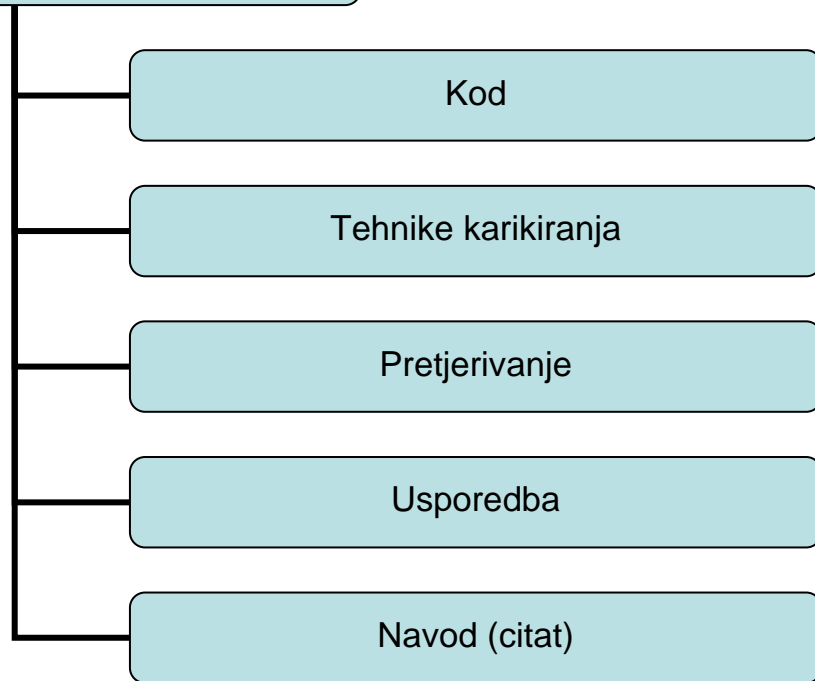 Kod
Tehnike karikiranja
Pretjerivanje
Usporedba
Navod (citat)